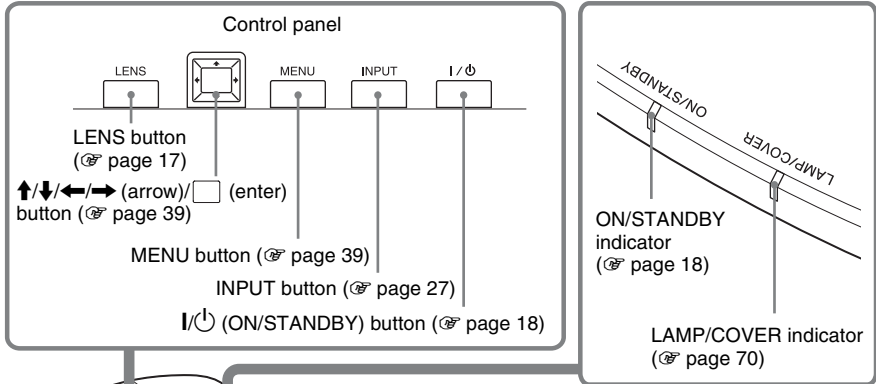 Control panel
LENS
MENU
INPUT
I / ⏻
LENS button
(☞ page 17)
↑/↓/←/→ (arrow)/□ (enter)
button (☞ page 39)
MENU button (☞ page 39)
INPUT button (☞ page 27)
I/⏻ (ON/STANDBY) button (☞ page 18)
ON/STANDBY
LAMP/COVER
ON/STANDBY
indicator
(☞ page 18)
LAMP/COVER indicator
(☞ page 70)